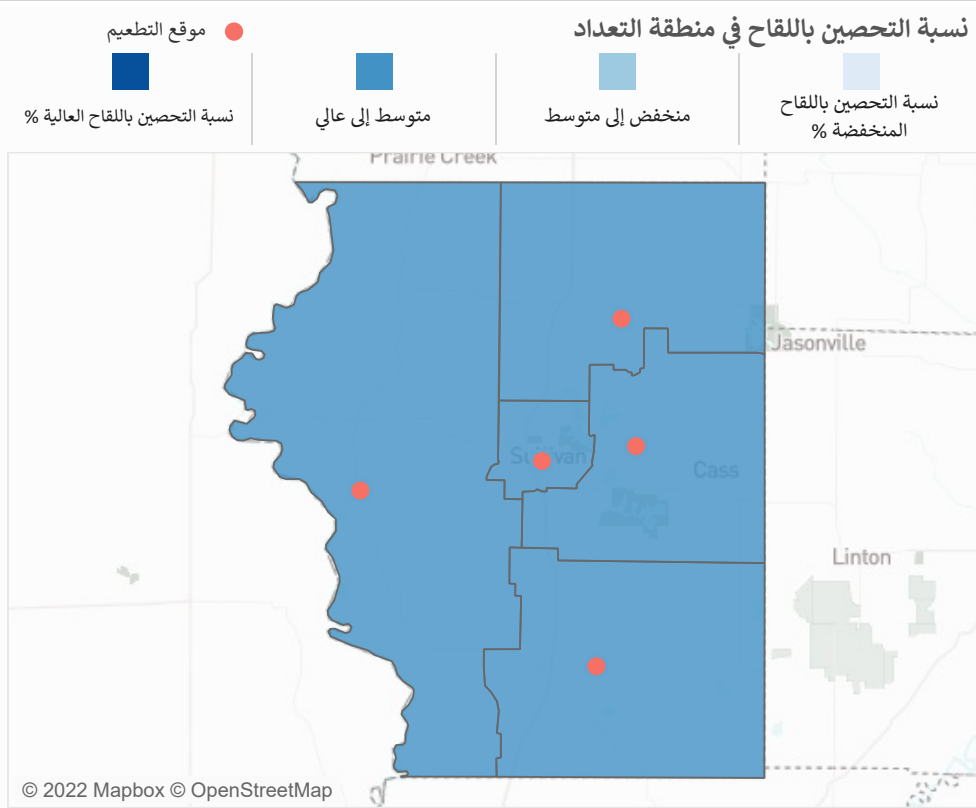 نسبة التحصين باللقاح في منطقة التعداد
موقع التطعيم
نسبة التحصين باللقاح
المنخفضة %
منخفض إلى متوسط
متوسط إلى عالي
نسبة التحصين باللقاح العالية %
Prairie Creek
Jasonville
Sullivan
Cass
Linton
© 2022 Mapbox © OpenStreetMap